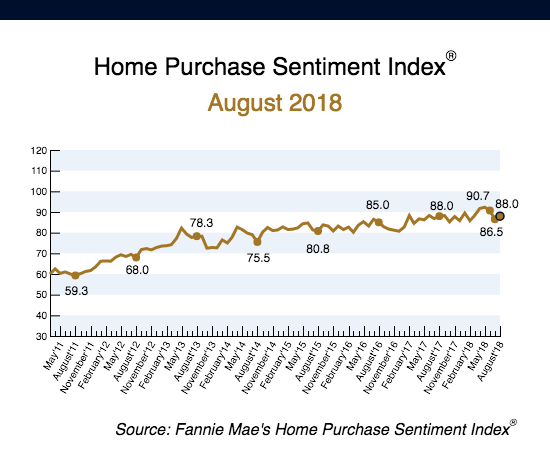 Home Purchase Sentiment Index®
August 2018
120
110
100
90
80
70
60
50
40
30
59.3
68.0
78.3
75.5
80.8
85.0
88.0
90.7
86.5
88.0
May'11
August'11
November'11
February'12
May'12
August'12
November'12
February'13
May'13
August'13
November'13
February'14
May'14
August'14
November'14
February'15
May'15
August'15
November'15
February'16
May'16
August'16
November'16
February'17
May'17
August'17
November'17
February'18
May'18
August'18
Source: Fannie Mae's Home Purchase Sentiment Index®